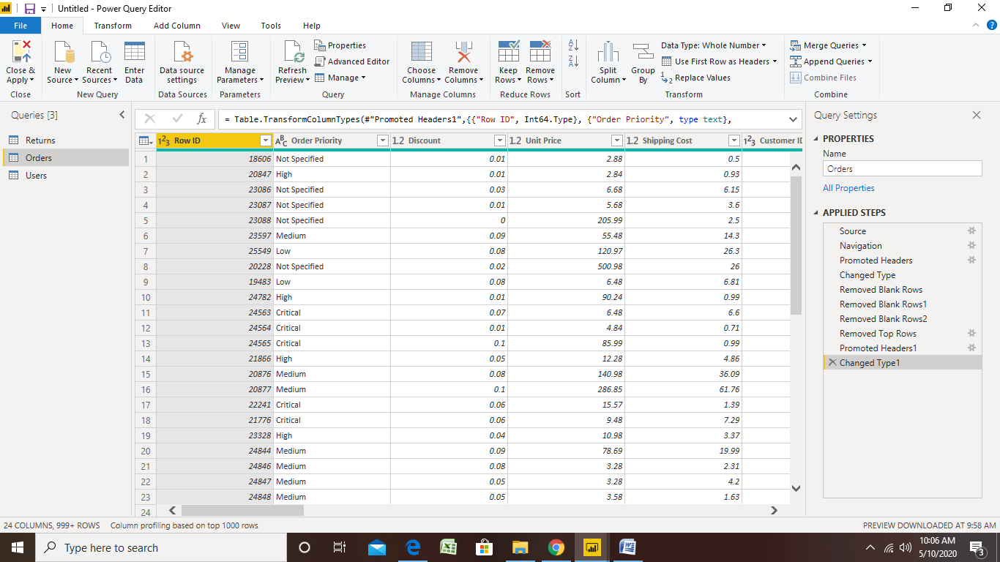 Untitled - Power Query Editor
File Home Transform Add Column View Tools Help
Close & Apply
Close
New Source
Recent Sources
Enter Data
New Query
Data source settings
Data Sources
Manage Parameters
Parameters
Refresh Preview
Properties
Advanced Editor
Manage
Query
Choose Columns
Remove Columns
Manage Columns
Keep Rows
Remove Rows
Reduce Rows
A Z
Z A
Sort
Split Column
Group By
Data Type: Whole Number
Use First Row as Headers
1 2 Replace Values
Transform
Merge Queries
Append Queries
Combine Files
Combine
Queries [3]
Returns
Orders
Users
fx = Table.TransformColumnTypes(#"Promoted Headers1",{{"Row ID", Int64.Type}, {"Order Priority", type text},
123 Row ID ABC Order Priority 1.2 Discount 1.2 Unit Price 1.2 Shipping Cost 123 Customer ID
1 18606 Not Specified 0.01 2.88 0.5
2 20847 High 0.01 2.84 0.93
3 23086 Not Specified 0.03 6.68 6.15
4 23087 Not Specified 0.01 5.68 3.6
5 23088 Not Specified 0 205.99 2.5
6 23597 Medium 0.09 55.48 14.3
7 25549 Low 0.08 120.97 26.3
8 20228 Not Specified 0.02 500.98 26
9 19483 Low 0.08 6.48 6.81
10 24782 High 0.01 90.24 0.99
11 24563 Critical 0.07 6.48 6.6
12 24564 Critical 0.01 4.84 0.71
13 24565 Critical 0.1 85.99 0.99
14 21866 High 0.05 12.28 4.86
15 20876 Medium 0.08 140.98 36.09
16 20877 Medium 0.1 286.85 61.76
17 22241 Critical 0.06 15.57 1.39
18 21776 Critical 0.06 9.48 7.29
19 23328 High 0.04 10.98 3.37
20 24844 Medium 0.09 78.69 19.99
21 24846 Medium 0.08 3.28 2.31
22 24847 Medium 0.05 3.28 4.2
23 24848 Medium 0.05 3.58 1.63
24
Query Settings
PROPERTIES
Name
Orders
All Properties
APPLIED STEPS
Source
Navigation
Promoted Headers
Changed Type
Removed Blank Rows
Removed Blank Rows1
Removed Blank Rows2
Removed Top Rows
Promoted Headers1
Changed Type1
24 COLUMNS, 999+ ROWS Column profiling based on top 1000 rows PREVIEW DOWNLOADED AT 9:58 AM
Type here to search
10:06 AM
5/10/2020
3